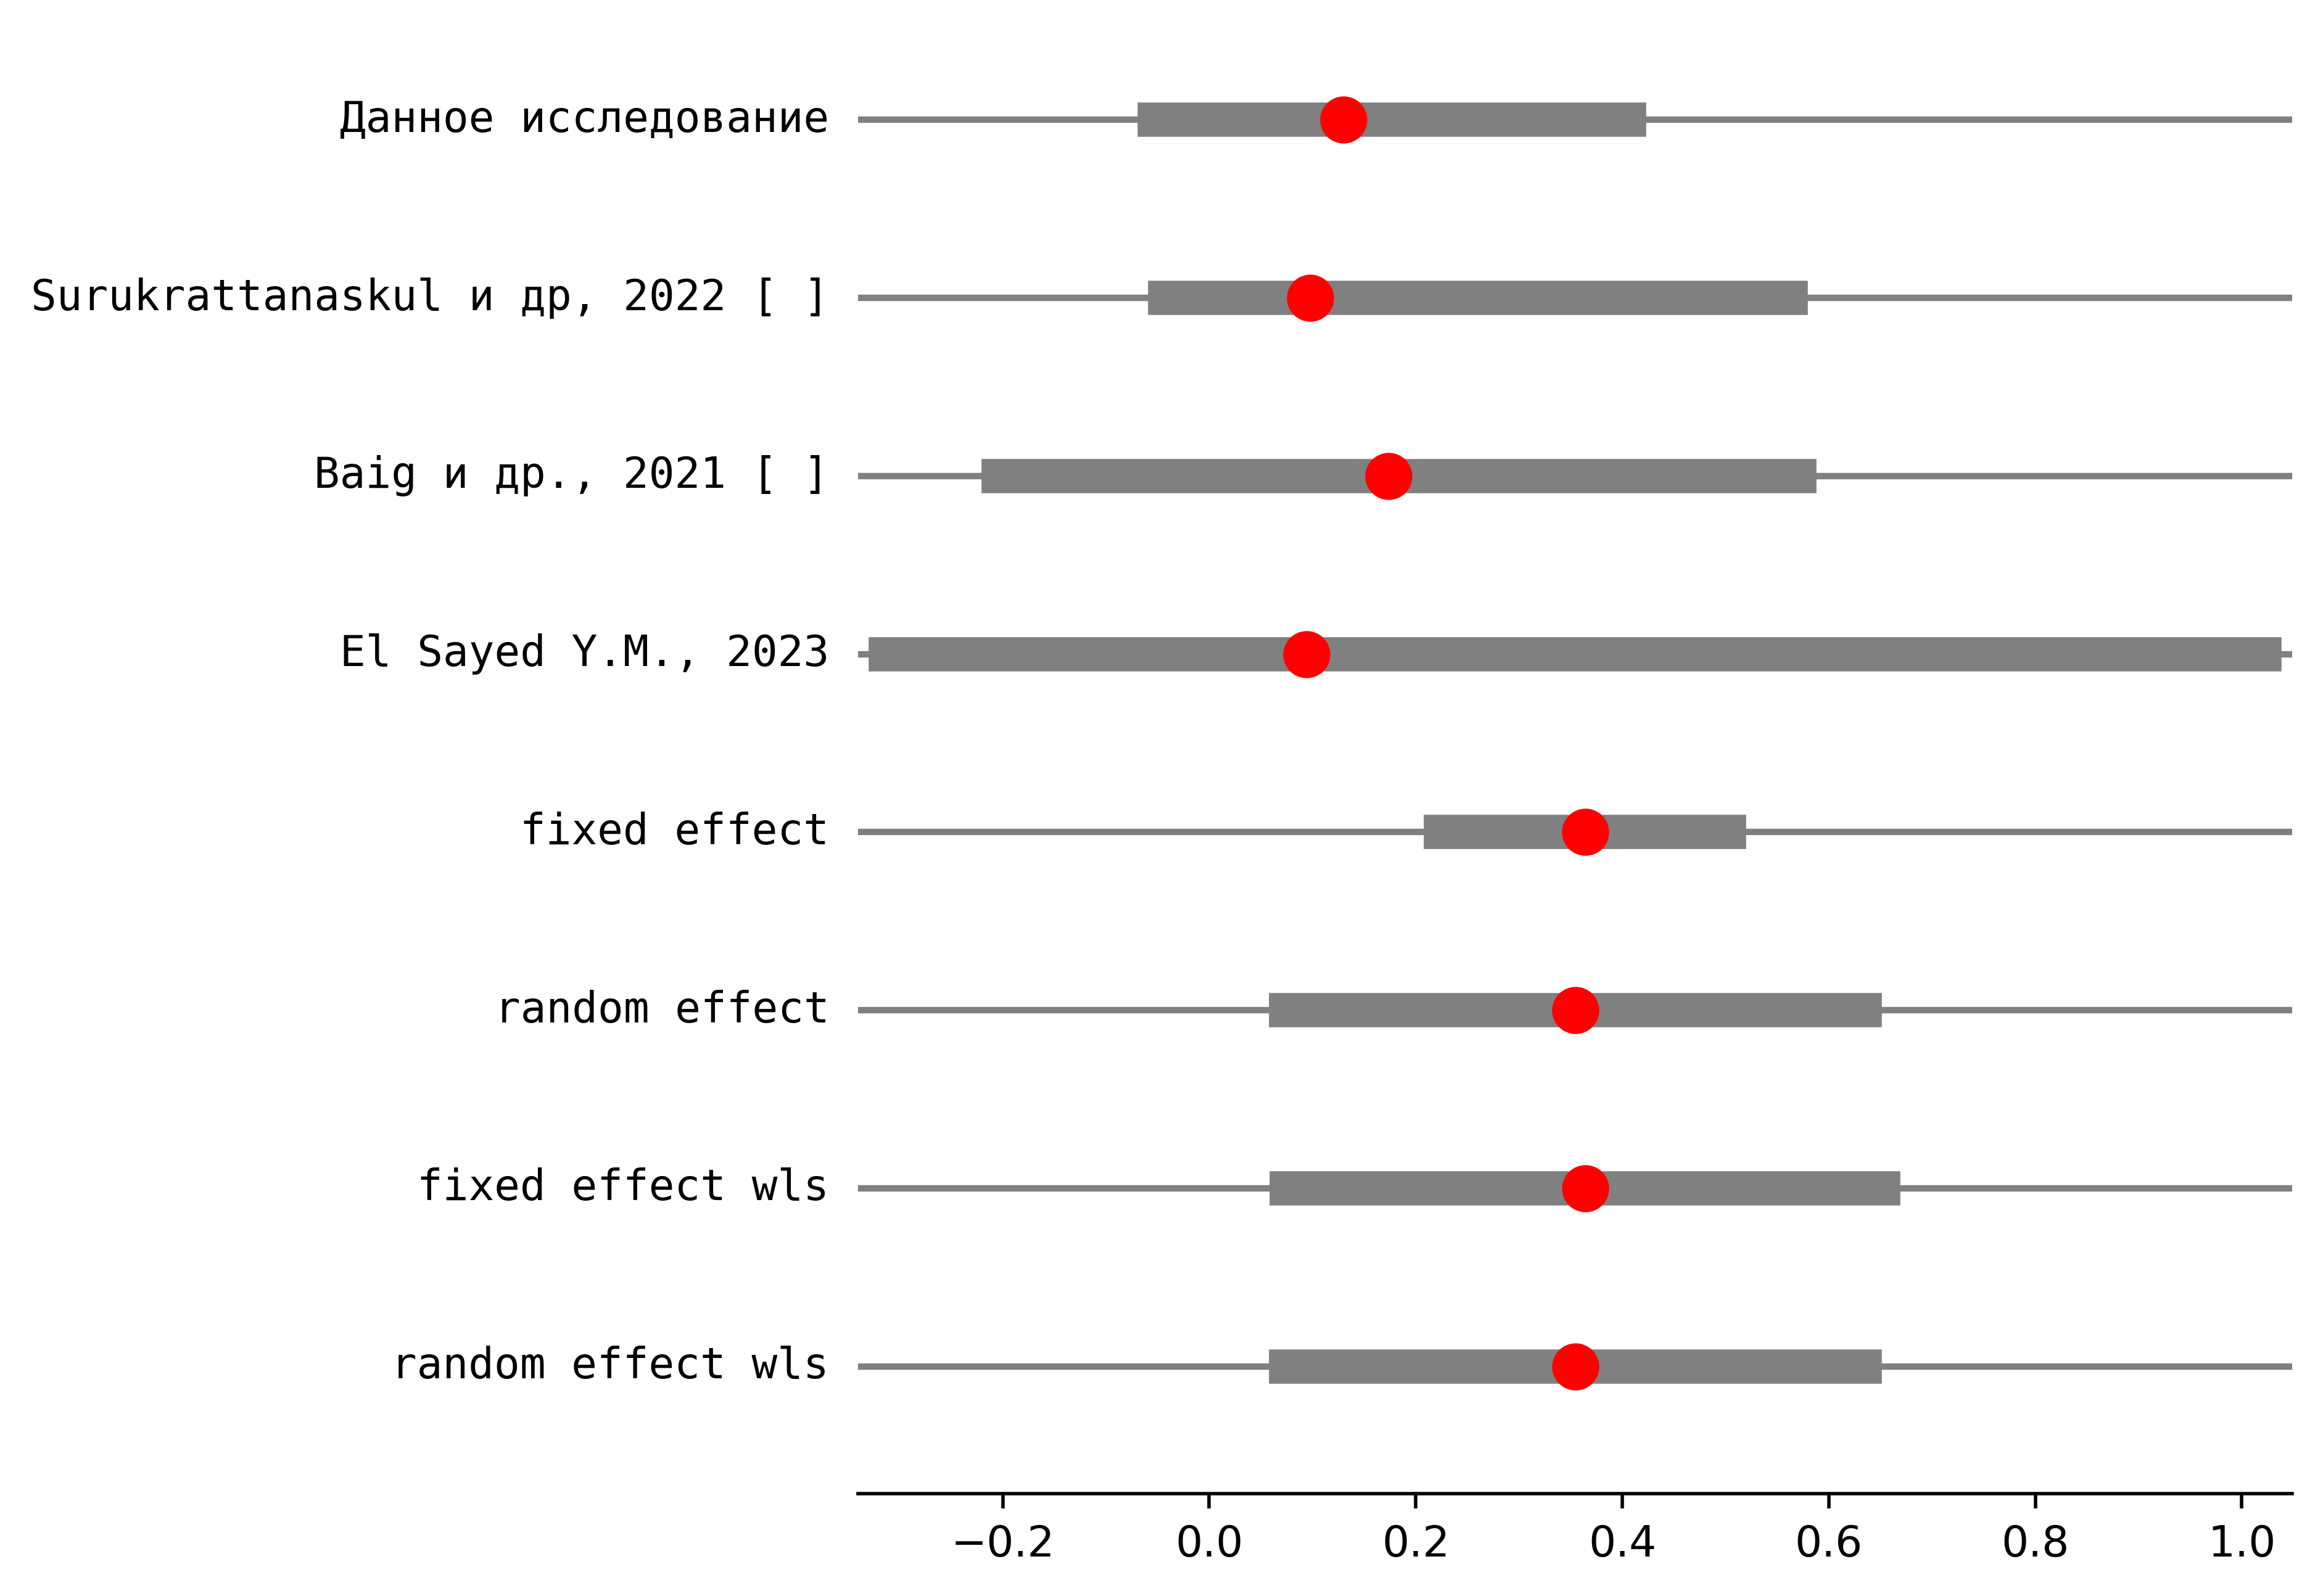 Данное исследование
Surukrattanaskul и др, 2022 [ ]
Baig и др., 2021 [ ]
El Sayed Y.M., 2023
fixed effect
random effect
fixed effect wls
random effect wls
−0.2 0.0 0.2 0.4 0.6 0.8 1.0